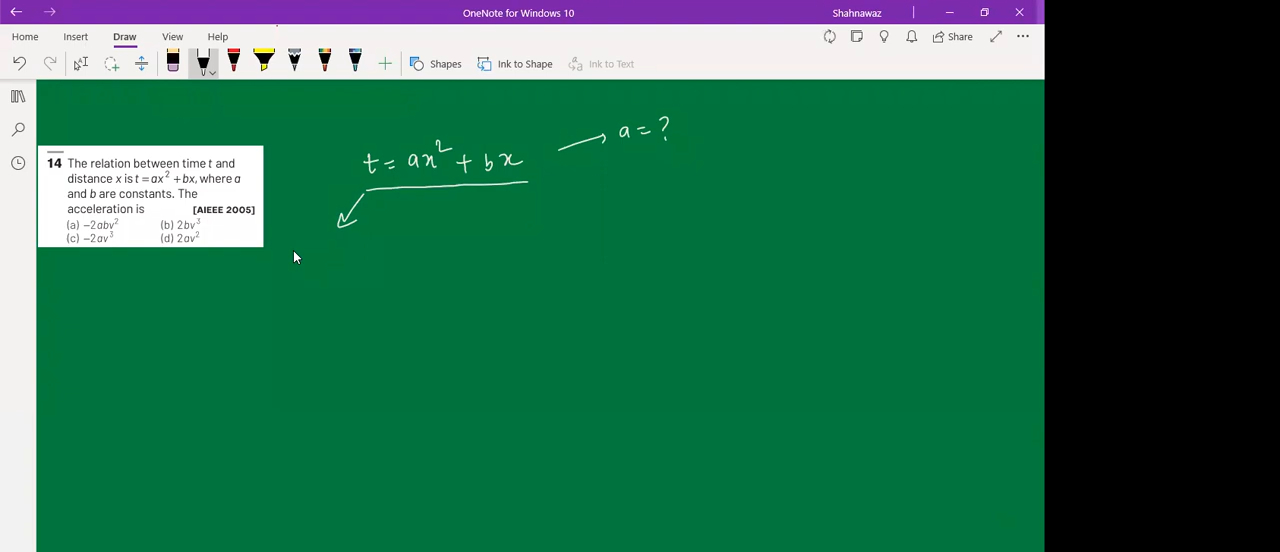 OneNote for Windows 10
Shahnawaz
Home Insert Draw View Help
Share
Shapes Ink to Shape Ink to Text
a = ?
t = ax² + bx
14 The relation between time t and
distance x is t = ax² + bx, where a
and b are constants. The
acceleration is [AIEEE 2005]
(a) −2abv² (b) 2bv³
(c) −2av³ (d) 2av²